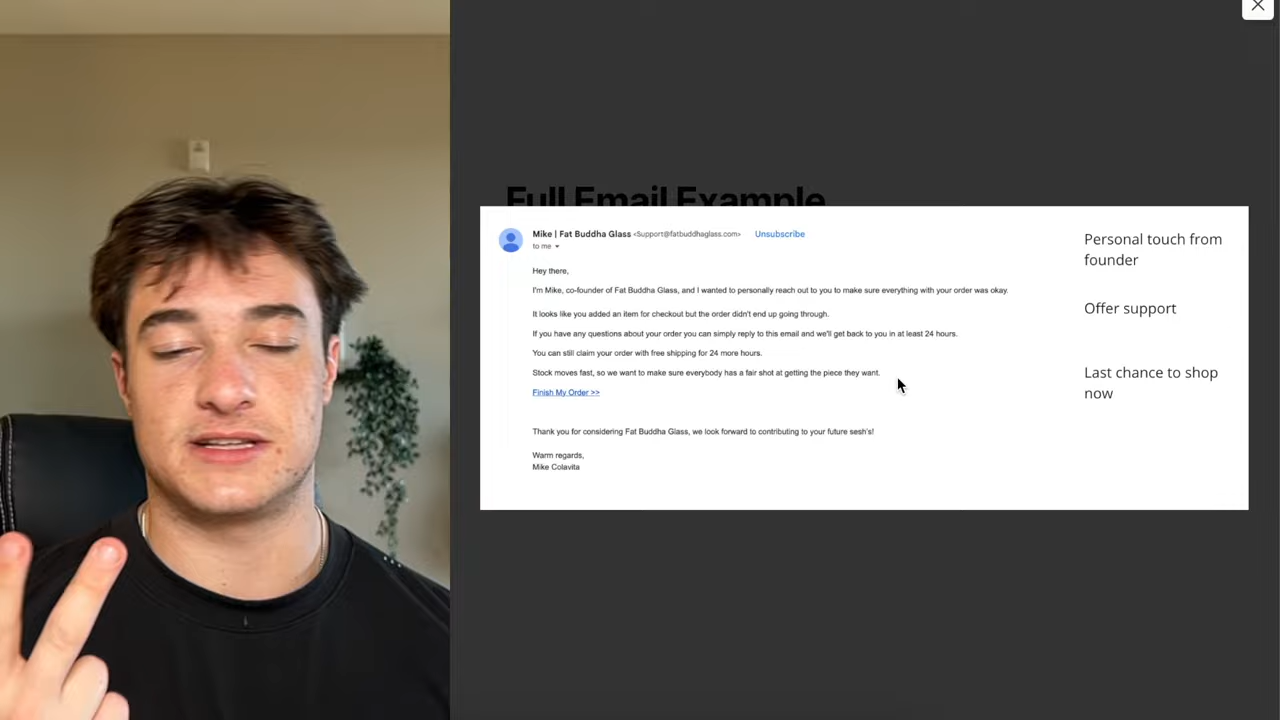 Full Email Example
Mike | Fat Buddha Glass <Support@fatbuddhaglass.com> Unsubscribe
to me
Hey there,
I'm Mike, co-founder of Fat Buddha Glass, and I wanted to personally reach out to you to make sure everything with your order was okay.
It looks like you added an item for checkout but the order didn't end up going through.
If you have any questions about your order you can simply reply to this email and we'll get back to you in at least 24 hours.
You can still claim your order with free shipping for 24 more hours.
Stock moves fast, so we want to make sure everybody has a fair shot at getting the piece they want.
Finish My Order >>
Thank you for considering Fat Buddha Glass, we look forward to contributing to your future sesh's!
Warm regards,
Mike Colavita
Personal touch from
founder
Offer support
Last chance to shop
now